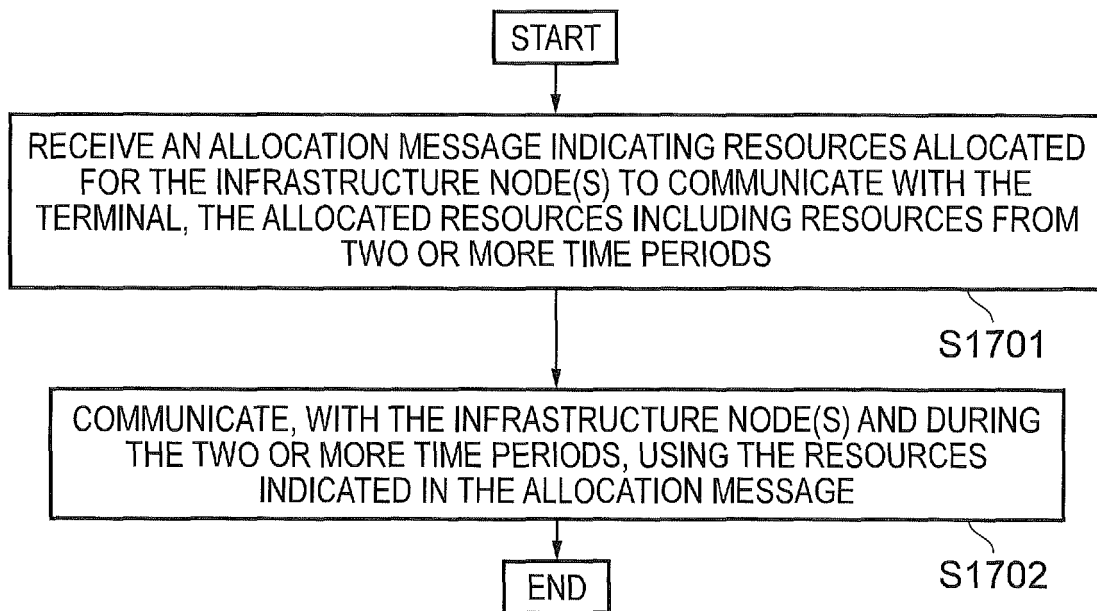 START
RECEIVE AN ALLOCATION MESSAGE INDICATING RESOURCES ALLOCATED
FOR THE INFRASTRUCTURE NODE(S) TO COMMUNICATE WITH THE
TERMINAL, THE ALLOCATED RESOURCES INCLUDING RESOURCES FROM
TWO OR MORE TIME PERIODS
S1701
COMMUNICATE, WITH THE INFRASTRUCTURE NODE(S) AND DURING
THE TWO OR MORE TIME PERIODS, USING THE RESOURCES
INDICATED IN THE ALLOCATION MESSAGE
S1702
END